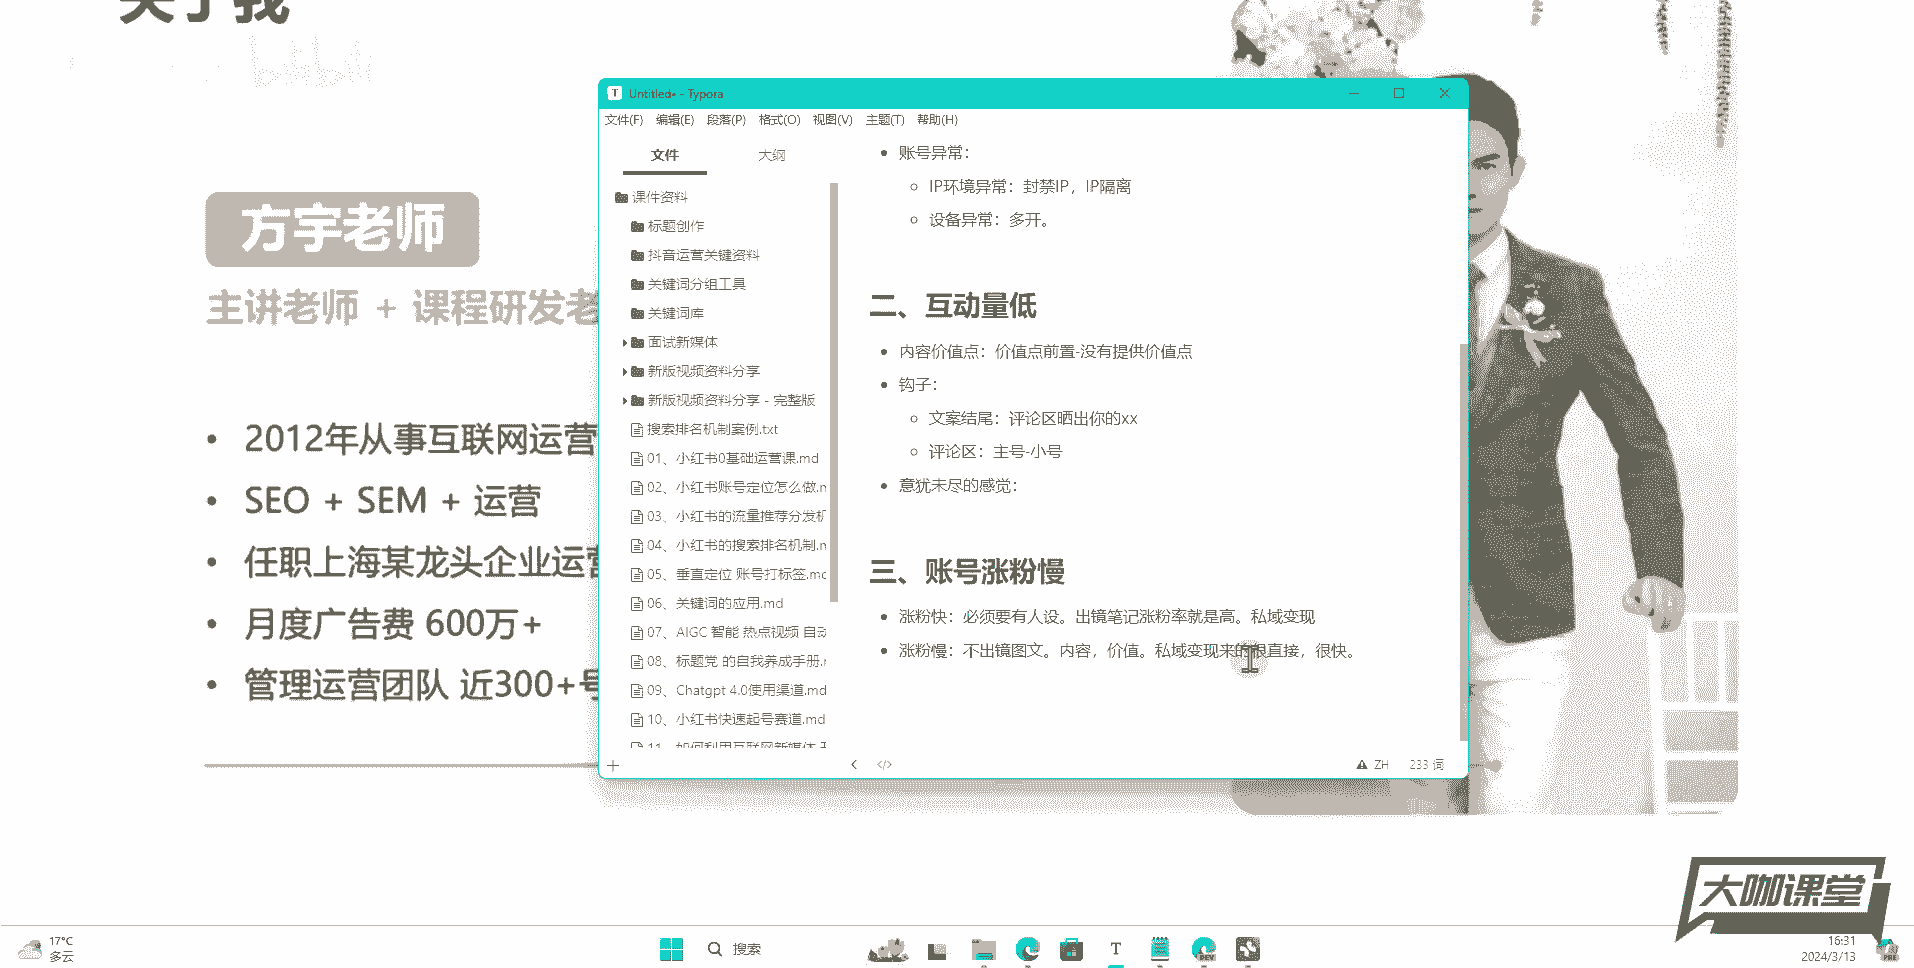 关于我
bilibili
方宇老师
主讲老师 + 课程研发老
2012年从事互联网运营
SEO + SEM + 运营
任职上海某龙头企业运营
月度广告费 600万+
管理运营团队 近300+号
Untitled• - Typora
文件(F) 编辑(E) 段落(P) 格式(O) 视图(V) 主题(T) 帮助(H)
文件 大纲
课件资料
标题创作
抖音运营关键资料
关键词分组工具
关键词库
面试新媒体
新版视频资料分享
新版视频资料分享 - 完整版
搜索排名机制案例.txt
01、小红书0基础运营课.md
02、小红书账号定位怎么做.m
03、小红书的流量推荐分发机
04、小红书的搜索排名机制.m
05、垂直定位 账号打标签.md
06、关键词的应用.md
07、AIGC 智能 热点视频 自动
08、标题党 的自我养成手册.m
09、Chatgpt 4.0使用渠道.md
10、小红书快速起号赛道.md
11、如何利用互联网新媒体
账号异常：
IP环境异常：封禁IP，IP隔离
设备异常：多开。
二、互动量低
内容价值点：价值点前置-没有提供价值点
钩子：
文案结尾：评论区晒出你的xx
评论区：主号-小号
意犹未尽的感觉：
三、账号涨粉慢
涨粉快：必须要有人设。出镜笔记涨粉率就是高。私域变现
涨粉慢：不出镜图文。内容，价值。私域变现来的很直接，很快。
ZH 233 词
大咖课堂
17°C
多云
搜索
T
DEV
16:31
2024/3/13
PRE